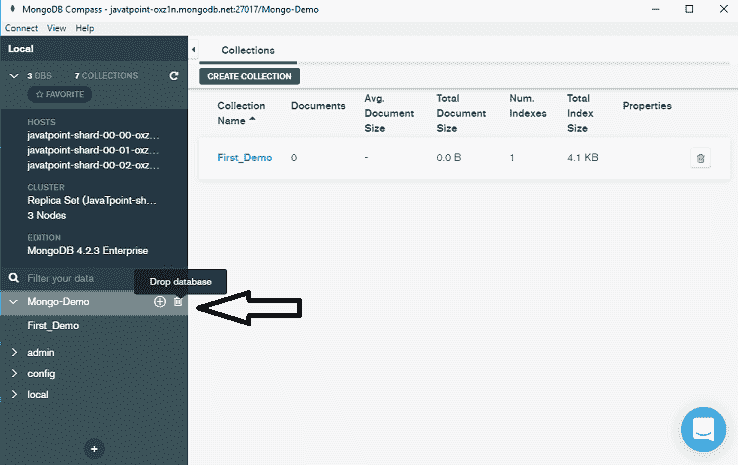 MongoDB Compass - javatpoint-oxz1n.mongodb.net:27017/Mongo-Demo
Connect View Help
Local
3 DBS 7 COLLECTIONS
FAVORITE
HOSTS
javatpoint-shard-00-00-oxz...
javatpoint-shard-00-01-oxz...
javatpoint-shard-00-02-oxz...
CLUSTER
Replica Set (JavaTpoint-sh...
3 Nodes
EDITION
MongoDB 4.2.3 Enterprise
Filter your data
Drop database
Mongo-Demo
First_Demo
admin
config
local
Collections
CREATE COLLECTION
Collection Name
Documents
Avg. Document Size
Total Document Size
Num. Indexes
Total Index Size
Properties
First_Demo 0 - 0.0 B 1 4.1 KB